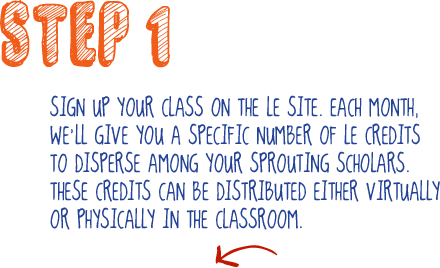 STEP 1
SIGN UP YOUR CLASS ON THE LE SITE. EACH MONTH,
WE'LL GIVE YOU A SPECIFIC NUMBER OF LE CREDITS
TO DISPERSE AMONG YOUR SPROUTING SCHOLARS.
THESE CREDITS CAN BE DISTRIBUTED EITHER VIRTUALLY
OR PHYSICALLY IN THE CLASSROOM.